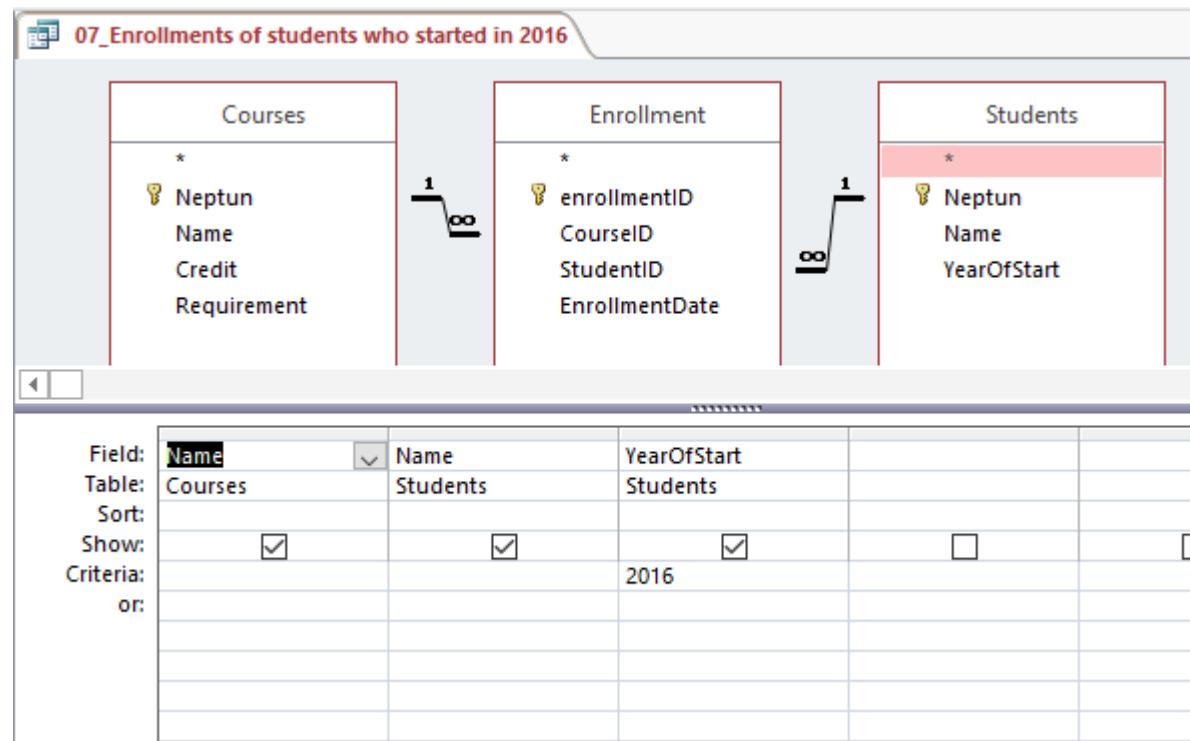 07_Enrollments of students who started in 2016
Courses
*
Neptun
Name
Credit
Requirement
1
∞
Enrollment
*
enrollmentID
CourseID
StudentID
EnrollmentDate
1
∞
Students
*
Neptun
Name
YearOfStart
Field: Name Name YearOfStart
Table: Courses Students Students
Sort:
Show:
Criteria: 2016
or: